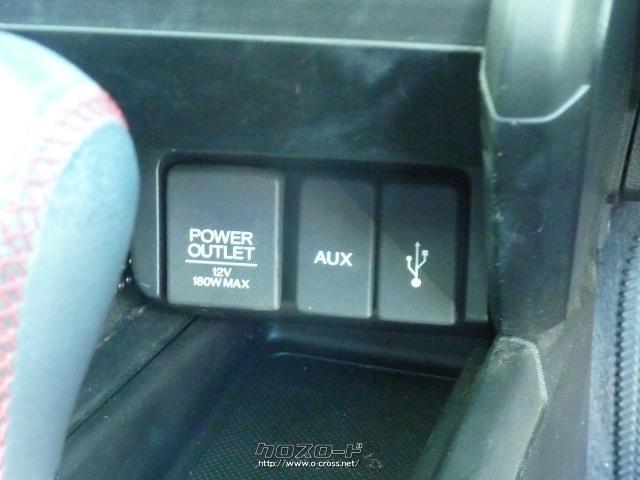 POWER
OUTLET
12V
180W MAX
AUX
クロスロード
http://www.o-cross.net/